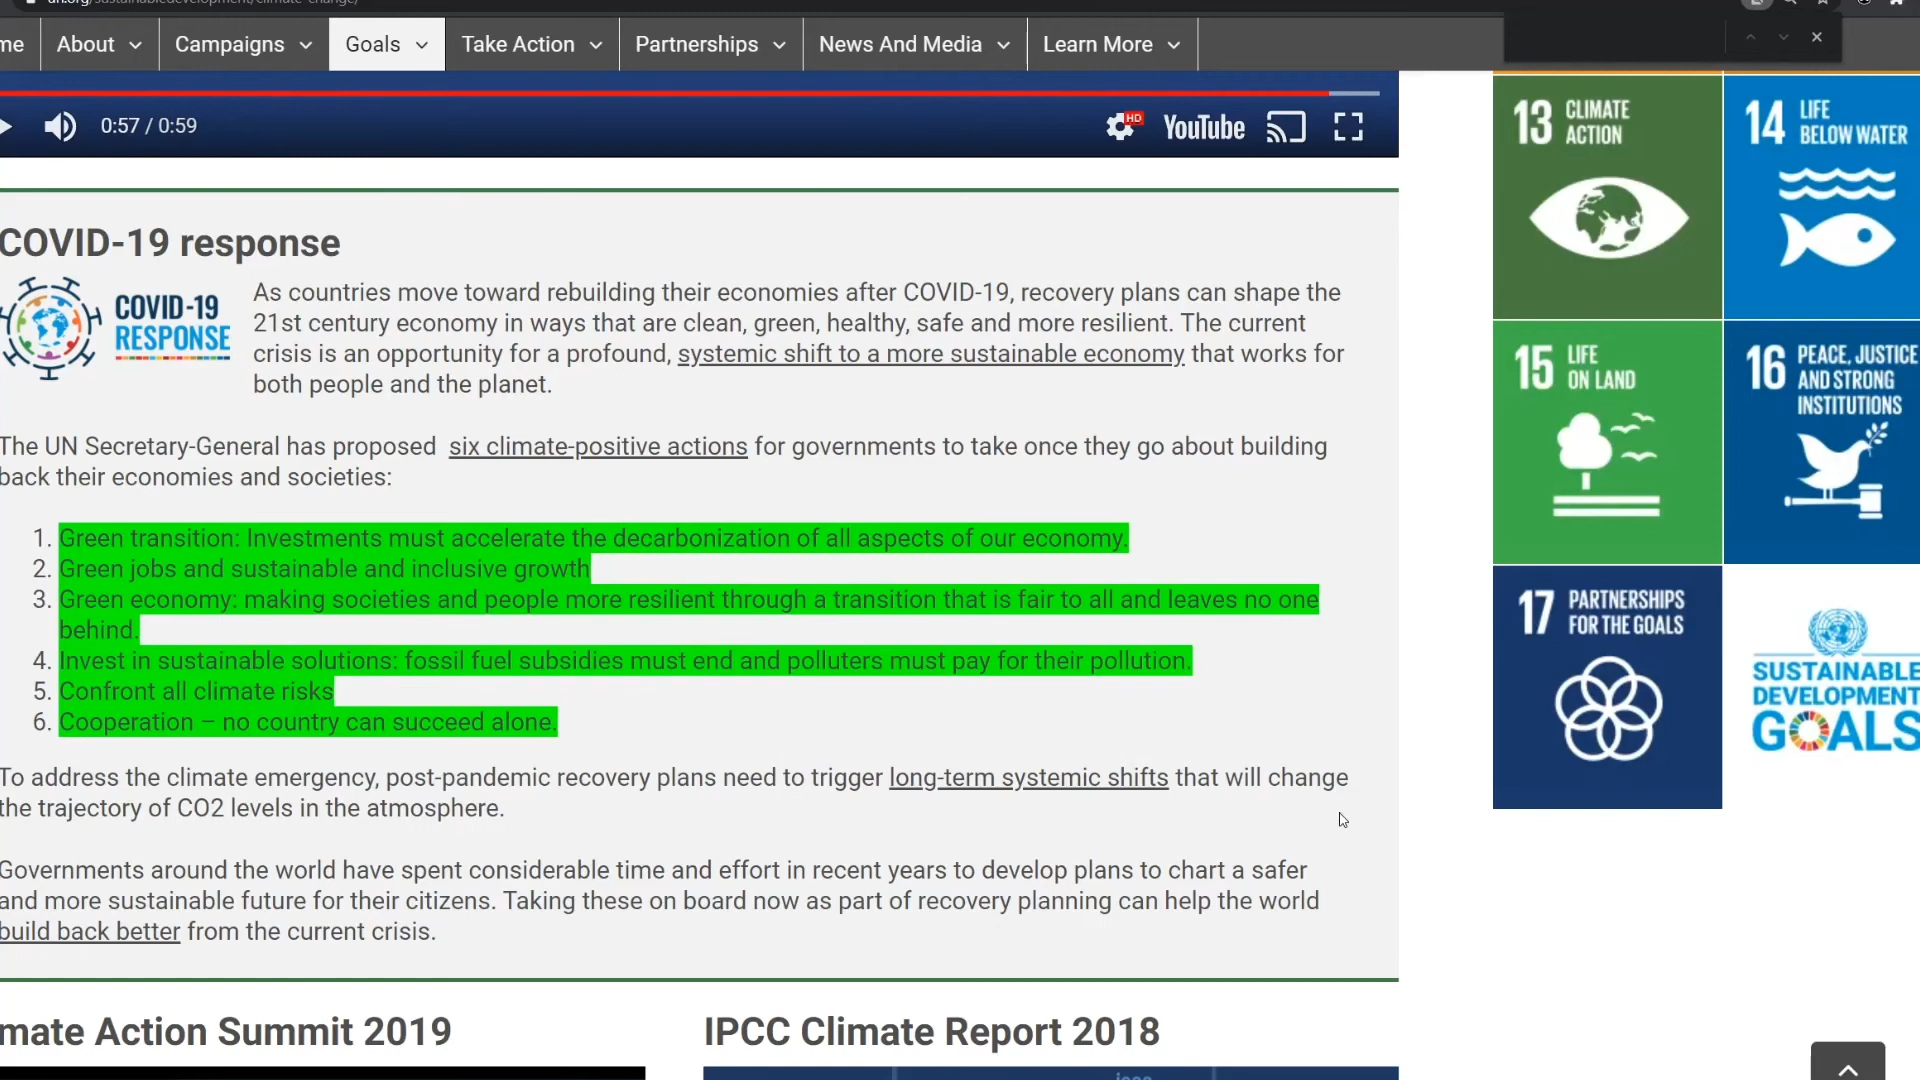 un.org/sustainabledevelopment/climate-change/
me About Campaigns Goals Take Action Partnerships News And Media Learn More
0:57 / 0:59
HD
YouTube
COVID-19 response
COVID-19
RESPONSE
As countries move toward rebuilding their economies after COVID-19, recovery plans can shape the
21st century economy in ways that are clean, green, healthy, safe and more resilient. The current
crisis is an opportunity for a profound, systemic shift to a more sustainable economy that works for
both people and the planet.
The UN Secretary-General has proposed six climate-positive actions for governments to take once they go about building
back their economies and societies:
1. Green transition: Investments must accelerate the decarbonization of all aspects of our economy.
2. Green jobs and sustainable and inclusive growth
3. Green economy: making societies and people more resilient through a transition that is fair to all and leaves no one
behind.
4. Invest in sustainable solutions: fossil fuel subsidies must end and polluters must pay for their pollution.
5. Confront all climate risks
6. Cooperation – no country can succeed alone.
To address the climate emergency, post-pandemic recovery plans need to trigger long-term systemic shifts that will change
the trajectory of CO2 levels in the atmosphere.
Governments around the world have spent considerable time and effort in recent years to develop plans to chart a safer
and more sustainable future for their citizens. Taking these on board now as part of recovery planning can help the world
build back better from the current crisis.
mate Action Summit 2019
IPCC Climate Report 2018
13 CLIMATE
ACTION
14 LIFE
BELOW WATER
15 LIFE
ON LAND
16 PEACE, JUSTICE
AND STRONG
INSTITUTIONS
17 PARTNERSHIPS
FOR THE GOALS
SUSTAINABLE
DEVELOPMENT
GOALS